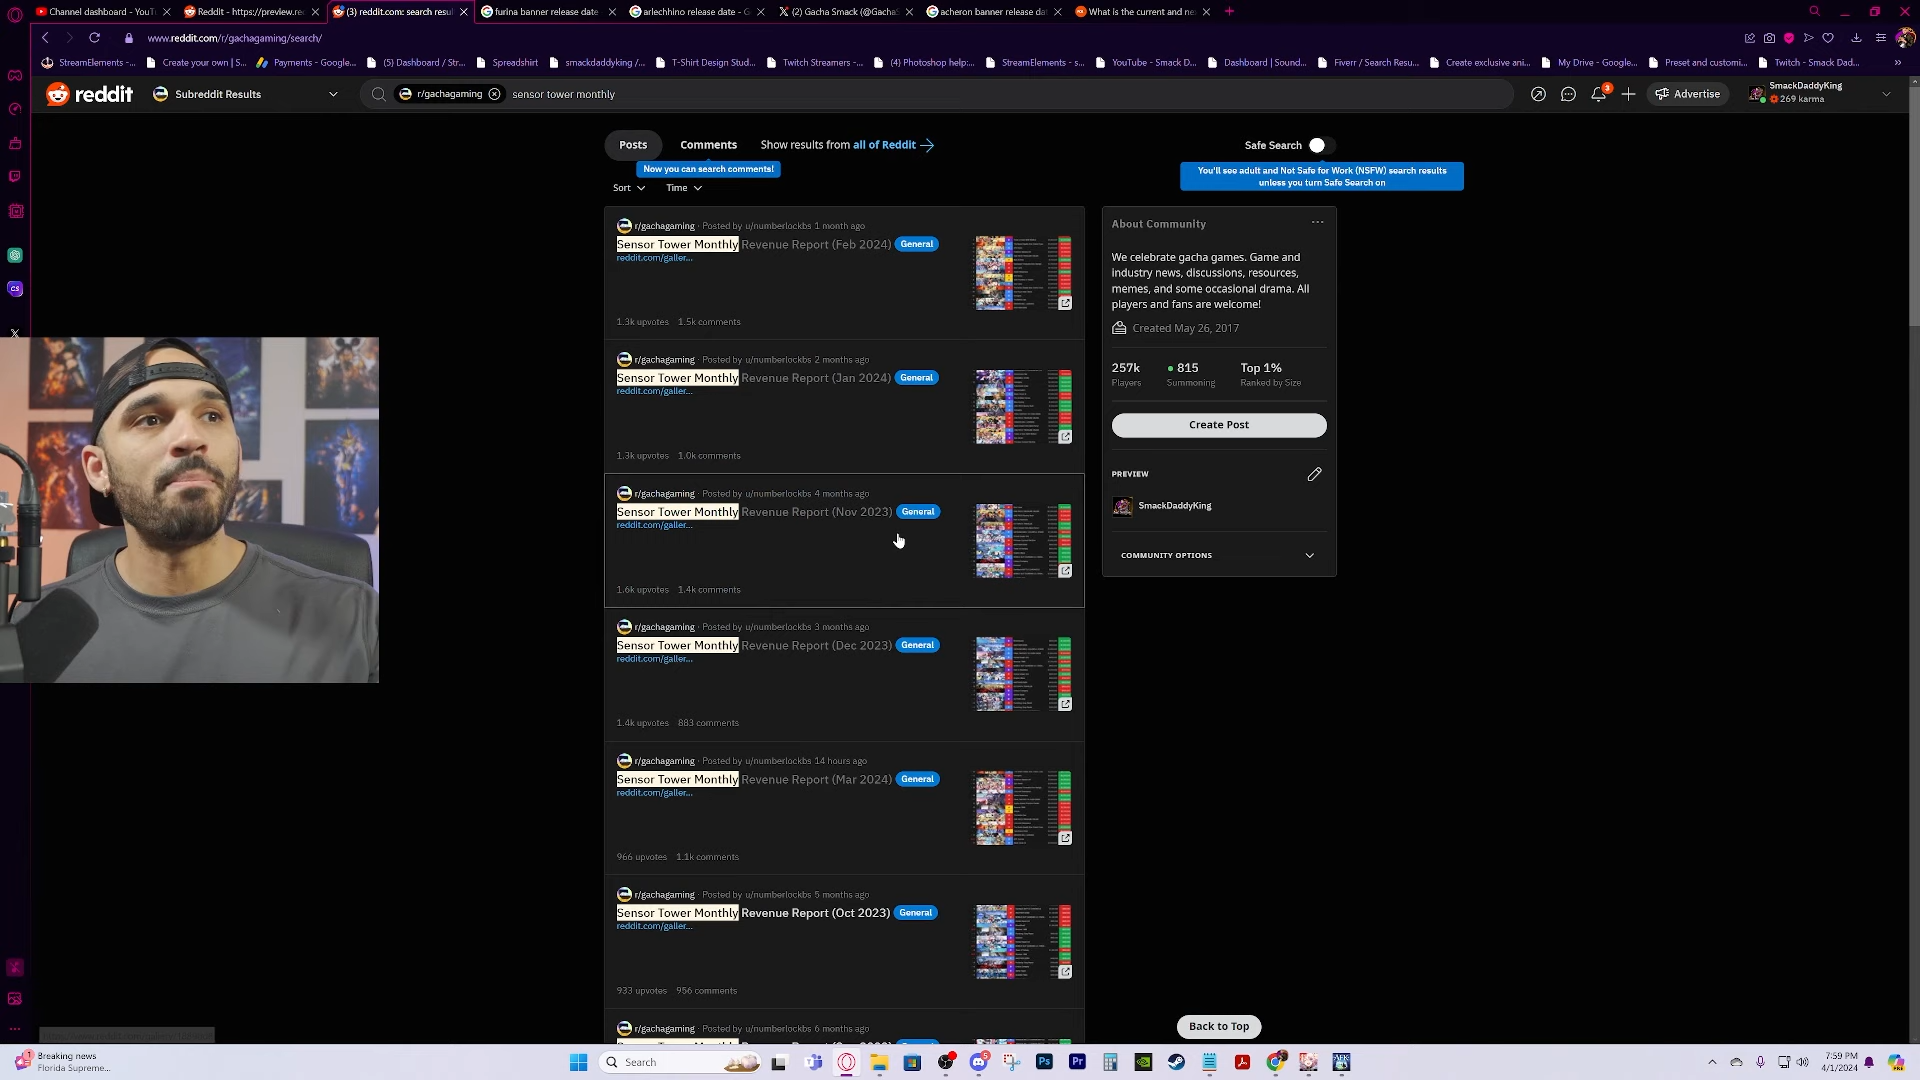 Channel dashboard - YouT
Reddit - https://preview.re
(3) reddit.com: search resul
furina banner release date
arlechhino release date - G
(2) Gacha Smack (@GachaS
acheron banner release dat
What is the current and ne
www.reddit.com/r/gachagaming/search/
StreamElements -...
Create your own | S...
Payments - Google...
(5) Dashboard / Str...
Spreadshirt
smackdaddyking /...
T-Shirt Design Stud...
Twitch Streamers -...
(4) Photoshop help:...
StreamElements - s...
YouTube - Smack D...
Dashboard | Sound...
Fiverr / Search Resu...
Create exclusive ani...
My Drive - Google...
Preset and customi...
Twitch - Smack Dad...
reddit
Subreddit Results
r/gachagaming
sensor tower monthly
3
Advertise
SmackDaddyKing
269 karma
Posts
Comments
Show results from all of Reddit
Safe Search
Now you can search comments!
You'll see adult and Not Safe for Work (NSFW) search results
unless you turn Safe Search on
Sort
Time
r/gachagaming · Posted by u/numberlockbs 1 month ago
Sensor Tower Monthly Revenue Report (Feb 2024) General
reddit.com/galler...
1.3k upvotes 1.5k comments
r/gachagaming · Posted by u/numberlockbs 2 months ago
Sensor Tower Monthly Revenue Report (Jan 2024) General
reddit.com/galler...
1.3k upvotes 1.0k comments
r/gachagaming · Posted by u/numberlockbs 4 months ago
Sensor Tower Monthly Revenue Report (Nov 2023) General
reddit.com/galler...
1.6k upvotes 1.4k comments
r/gachagaming · Posted by u/numberlockbs 3 months ago
Sensor Tower Monthly Revenue Report (Dec 2023) General
reddit.com/galler...
1.4k upvotes 883 comments
r/gachagaming · Posted by u/numberlockbs 14 hours ago
Sensor Tower Monthly Revenue Report (Mar 2024) General
reddit.com/galler...
966 upvotes 1.1k comments
r/gachagaming · Posted by u/numberlockbs 5 months ago
Sensor Tower Monthly Revenue Report (Oct 2023) General
reddit.com/galler...
933 upvotes 956 comments
r/gachagaming · Posted by u/numberlockbs 6 months ago
About Community
We celebrate gacha games. Game and
industry news, discussions, resources,
memes, and some occasional drama. All
players and fans are welcome!
Created May 26, 2017
257k
Players
815
Summoning
Top 1%
Ranked by Size
Create Post
PREVIEW
SmackDaddyKing
COMMUNITY OPTIONS
Back to Top
Breaking news
Florida Supreme...
Search
7:59 PM
4/1/2024